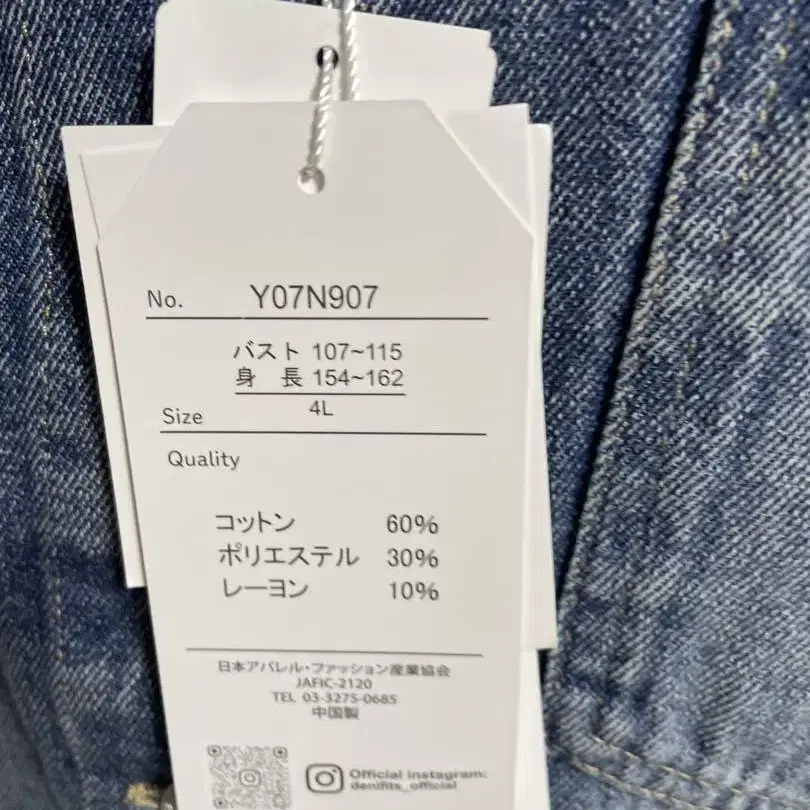 No. Y07N907
バスト 107~115
身 長 154~162
Size 4L
Quality
コットン 60%
ポリエステル 30%
レーヨン 10%
日本アパレル・ファッション産業協会
JAFIC-2120
TEL 03-3275-0685
中国製
Official Instagram:
denifits_official